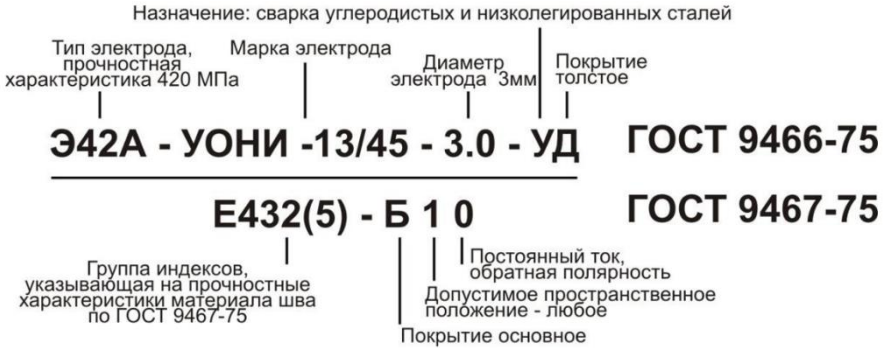 Назначение: сварка углеродистых и низколегированных сталей
Тип электрода,
прочностная
характеристика 420 МПа
Марка электрода
Диаметр
электрода 3мм
Покрытие
толстое
Э42А - УОНИ -13/45 - 3.0 - УД
ГОСТ 9466-75
Е432(5) - Б 1 0
ГОСТ 9467-75
Группа индексов,
указывающая на прочностные
характеристики материала шва
по ГОСТ 9467-75
Постоянный ток,
обратная полярность
Допустимое пространственное
положение - любое
Покрытие основное